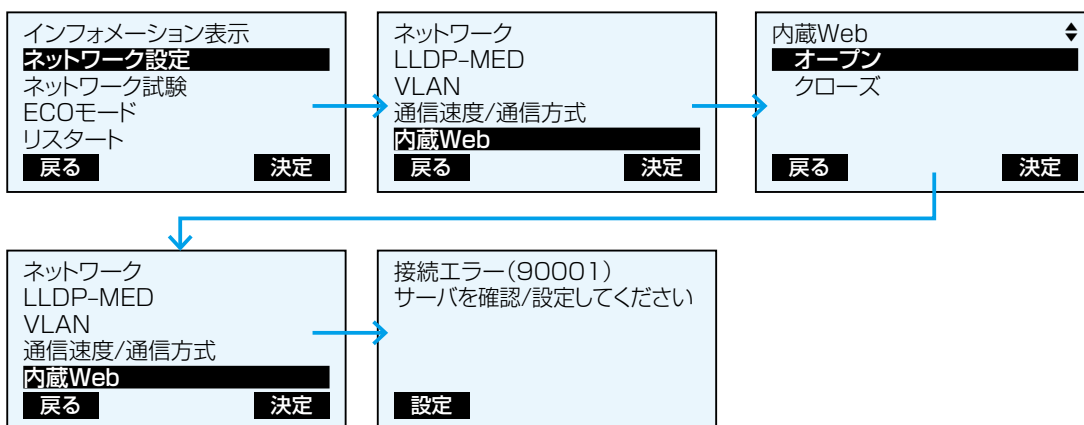 インフォメーション表示
ネットワーク設定
ネットワーク試験
ECOモード
リスタート
戻る 決定
ネットワーク
LLDP-MED
VLAN
通信速度/通信方式
内蔵Web
戻る 決定
内蔵Web
オープン
クローズ
戻る 決定
ネットワーク
LLDP-MED
VLAN
通信速度/通信方式
内蔵Web
戻る 決定
接続エラー(90001)
サーバを確認/設定してください
設定